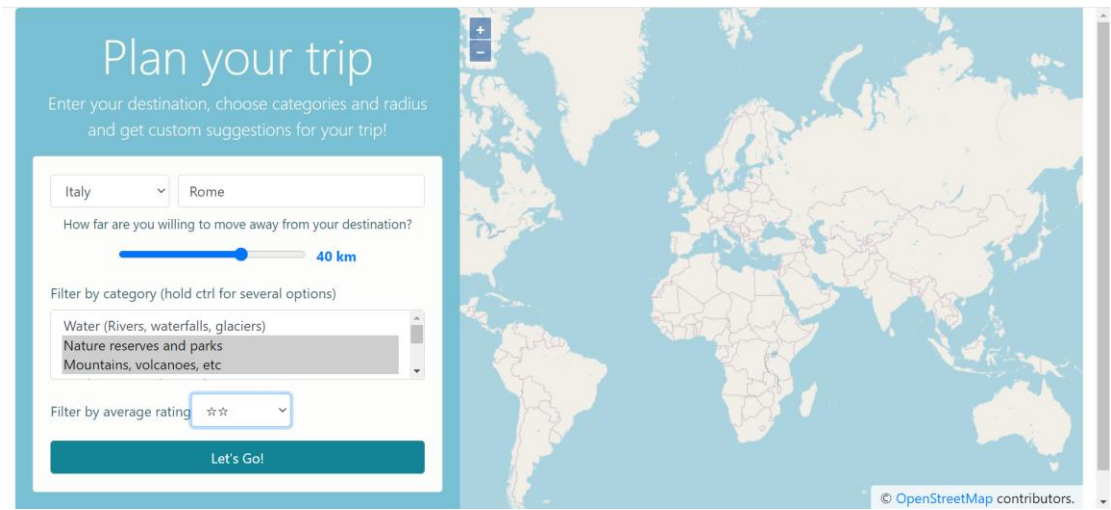 Plan your trip
Enter your destination, choose categories and radius
and get custom suggestions for your trip!
Italy
Rome
How far are you willing to move away from your destination?
40 km
Filter by category (hold ctrl for several options)
Water (Rivers, waterfalls, glaciers)
Nature reserves and parks
Mountains, volcanoes, etc
Filter by average rating ☆☆
Let's Go!
+
−
© OpenStreetMap contributors.